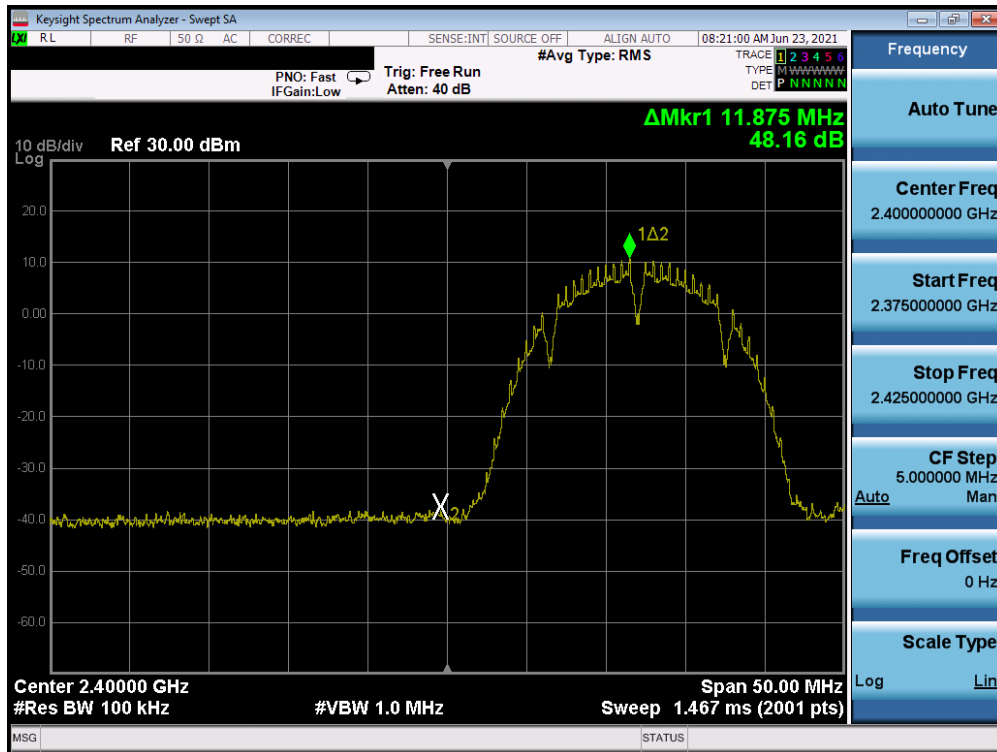 Keysight Spectrum Analyzer - Swept SA
LXI RL RF 50 Ω AC CORREC SENSE:INT SOURCE OFF ALIGN AUTO 08:21:00 AM Jun 23, 2021
#Avg Type: RMS
TRACE 1 2 3 4 5 6
PNO: Fast Trig: Free Run
TYPE M WWWWW
IFGain:Low Atten: 40 dB
DET P N N N N N
ΔMkr1 11.875 MHz
48.16 dB
10 dB/div Ref 30.00 dBm
Log
20.0
10.0
0.00
-10.0
-20.0
-30.0
-40.0
-50.0
-60.0
1Δ2
X2
Center 2.40000 GHz Span 50.00 MHz
#Res BW 100 kHz #VBW 1.0 MHz Sweep 1.467 ms (2001 pts)
MSG STATUS
Frequency
Auto Tune
Center Freq
2.400000000 GHz
Start Freq
2.375000000 GHz
Stop Freq
2.425000000 GHz
CF Step
5.000000 MHz
Auto Man
Freq Offset
0 Hz
Scale Type
Log Lin